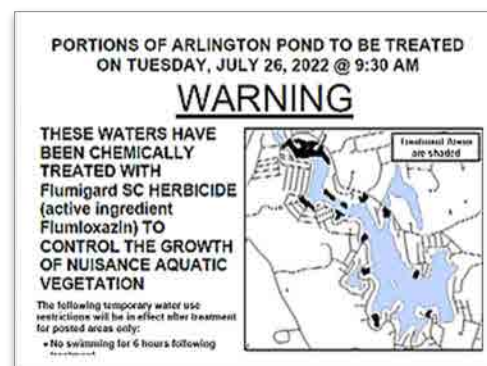 PORTIONS OF ARLINGTON POND TO BE TREATED
ON TUESDAY, JULY 26, 2022 @ 9:30 AM
WARNING
THESE WATERS HAVE
BEEN CHEMICALLY
TREATED WITH
Flumigard SC HERBICIDE
(active ingredient
Flumloxazin) TO
CONTROL THE GROWTH
OF NUISANCE AQUATIC
VEGETATION
The following temporary water use
restrictions will be in effect after treatment
for posted areas only:
• No swimming for 6 hours following
Treatment Areas
are shaded